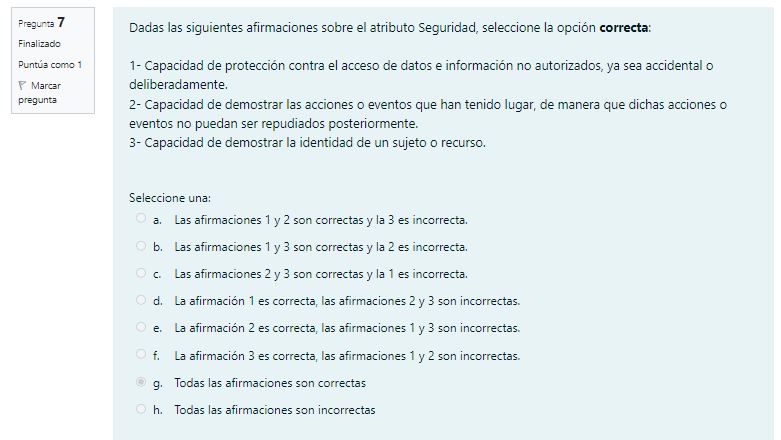 Pregunta 7
Finalizado
Puntúa como 1
Marcar
pregunta
Dadas las siguientes afirmaciones sobre el atributo Seguridad, seleccione la opción correcta:
1- Capacidad de protección contra el acceso de datos e información no autorizados, ya sea accidental o
deliberadamente.
2- Capacidad de demostrar las acciones o eventos que han tenido lugar, de manera que dichas acciones o
eventos no puedan ser repudiados posteriormente.
3- Capacidad de demostrar la identidad de un sujeto o recurso.
Seleccione una:
a. Las afirmaciones 1 y 2 son correctas y la 3 es incorrecta.
b. Las afirmaciones 1 y 3 son correctas y la 2 es incorrecta.
c. Las afirmaciones 2 y 3 son correctas y la 1 es incorrecta.
d. La afirmación 1 es correcta, las afirmaciones 2 y 3 son incorrectas.
e. La afirmación 2 es correcta, las afirmaciones 1 y 3 son incorrectas.
f. La afirmación 3 es correcta, las afirmaciones 1 y 2 son incorrectas.
g. Todas las afirmaciones son correctas
h. Todas las afirmaciones son incorrectas